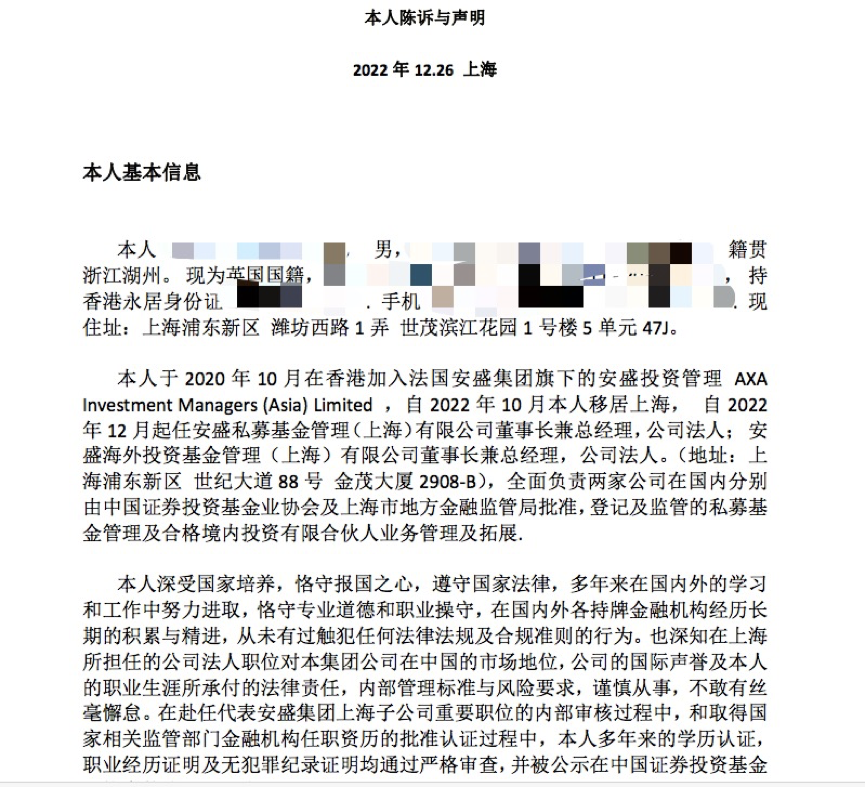 本人陈诉与声明
2022 年 12.26 上海
本人基本信息
本人 男， 籍贯
浙江湖州。 现为英国国籍， ， 持
香港永居身份证 . 手机 . 现
住址：上海浦东新区 潍坊西路 1 弄 世茂滨江花园 1 号楼 5 单元 47J。
本人于 2020 年 10 月在香港加入法国安盛集团旗下的安盛投资管理 AXA
Investment Managers (Asia) Limited ，自 2022 年 10 月本人移居上海， 自 2022
年 12 月起任安盛私募基金管理（上海）有限公司董事长兼总经理，公司法人； 安
盛海外投资基金管理（上海）有限公司董事长兼总经理，公司法人。（地址：上
海浦东新区 世纪大道 88 号 金茂大厦 2908-B），全面负责两家公司在国内分别
由中国证券投资基金业协会及上海市地方金融监管局批准，登记及监管的私募基
金管理及合格境内投资有限合伙人业务管理及拓展.
本人深受国家培养，恪守报国之心，遵守国家法律，多年来在国内外的学习
和工作中努力进取，恪守专业道德和职业操守，在国内外各持牌金融机构经历长
期的积累与精进，从未有过触犯任何法律法规及合规准则的行为。也深知在上海
所担任的公司法人职位对本集团公司在中国的市场地位，公司的国际声誉及本人
的职业生涯所承付的法律责任，内部管理标准与风险要求，谨慎从事，不敢有丝
毫懈怠。在赴任代表安盛集团上海子公司重要职位的内部审核过程中，和取得国
家相关监管部门金融机构任职资历的批准认证过程中，本人多年来的学历认证，
职业经历证明及无犯罪纪录证明均通过严格审查，并被公示在中国证券投资基金